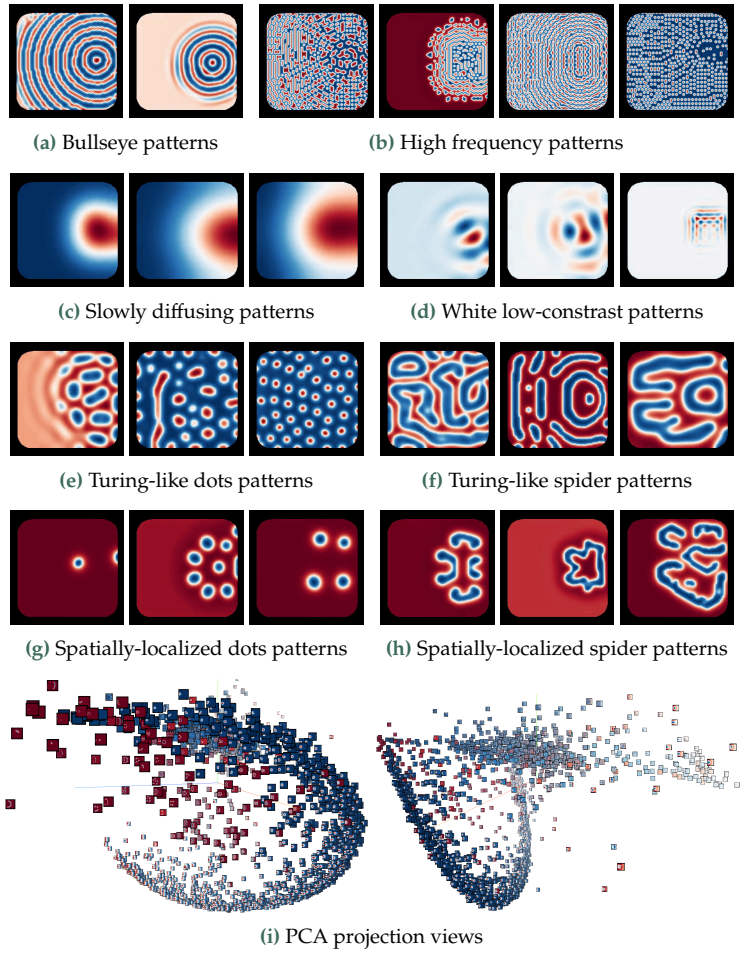 (a) Bullseye patterns
(b) High frequency patterns
(c) Slowly diffusing patterns
(d) White low-constrast patterns
(e) Turing-like dots patterns
(f) Turing-like spider patterns
(g) Spatially-localized dots patterns
(h) Spatially-localized spider patterns
(i) PCA projection views